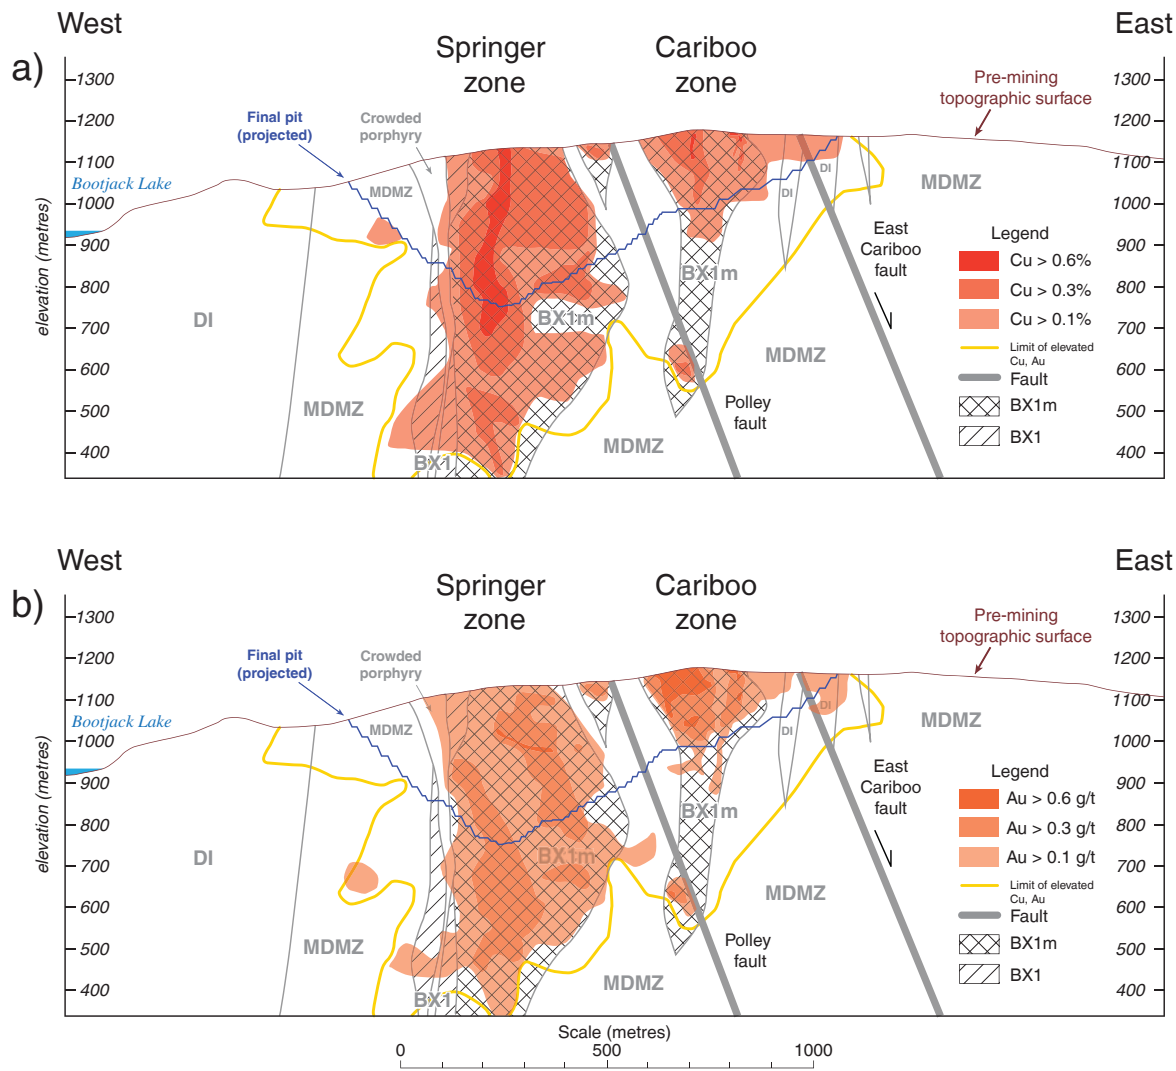 West
East
a)
Springer
zone
Cariboo
zone
Pre-mining
topographic surface
Final pit
(projected)
Crowded
porphyry
Bootjack Lake
elevation (metres)
1300
1200
1100
1000
900
800
700
600
500
400
1300
1200
1100
1000
900
800
700
600
500
400
MDMZ
DI
DI
MDMZ
BX1m
BX1m
East
Cariboo
fault
DI
MDMZ
MDMZ
MDMZ
BX1
Polley
fault
Legend
Cu > 0.6%
Cu > 0.3%
Cu > 0.1%
Limit of elevated
Cu, Au
Fault
BX1m
BX1
West
East
b)
Springer
zone
Cariboo
zone
Pre-mining
topographic surface
Final pit
(projected)
Crowded
porphyry
Bootjack Lake
elevation (metres)
1300
1200
1100
1000
900
800
700
600
500
400
1300
1200
1100
1000
900
800
700
600
500
400
MDMZ
DI
DI
MDMZ
BX1m
BX1m
East
Cariboo
fault
DI
MDMZ
MDMZ
MDMZ
BX1
Polley
fault
Legend
Au > 0.6 g/t
Au > 0.3 g/t
Au > 0.1 g/t
Limit of elevated
Cu, Au
Fault
BX1m
BX1
Scale (metres)
0
500
1000